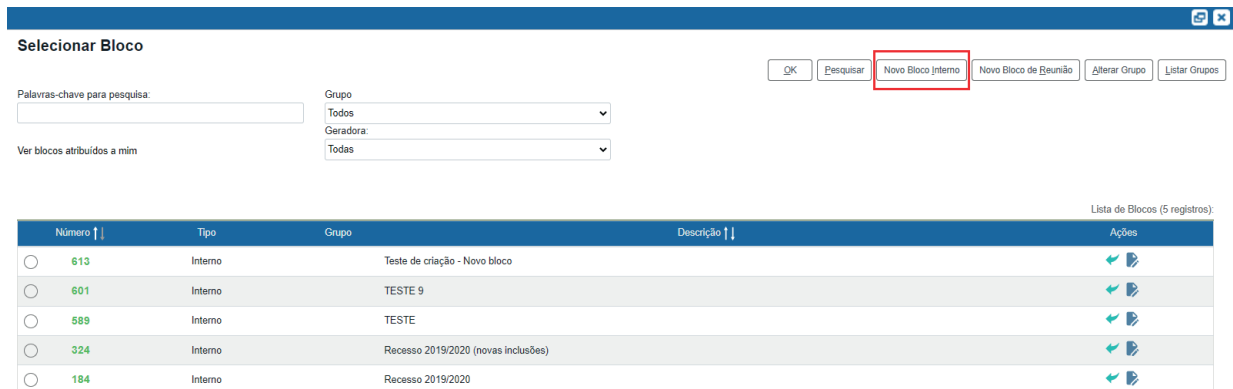 Selecionar Bloco
OK Pesquisar Novo Bloco Interno Novo Bloco de Reunião Alterar Grupo Listar Grupos
Palavras-chave para pesquisa:
Grupo
Todos
Geradora:
Ver blocos atribuídos a mim
Todas
Lista de Blocos (5 registros):
Número Tipo Grupo Descrição Ações
613 Interno Teste de criação - Novo bloco
601 Interno TESTE 9
589 Interno TESTE
324 Interno Recesso 2019/2020 (novas inclusões)
184 Interno Recesso 2019/2020